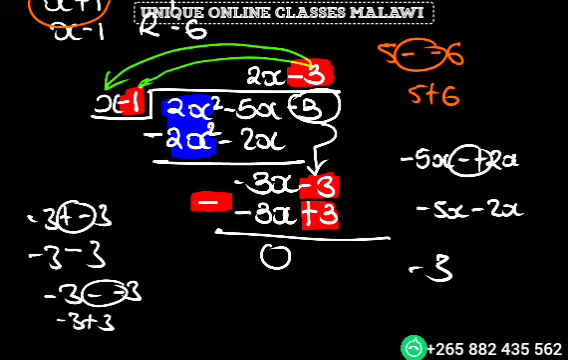 x+1
UNIQUE ONLINE CLASSES MALAWI
x-1 R = 6
5 - - 6
2x -3
5+6
x-1 2x² -5x -3
- 2x² - 2x
-5x - +2x
-3x -3
-5x -2x
- -3x +3
-3 + - 3
0
-3 - 3
-3
-3 - - 3
-3+3
+265 882 435 562